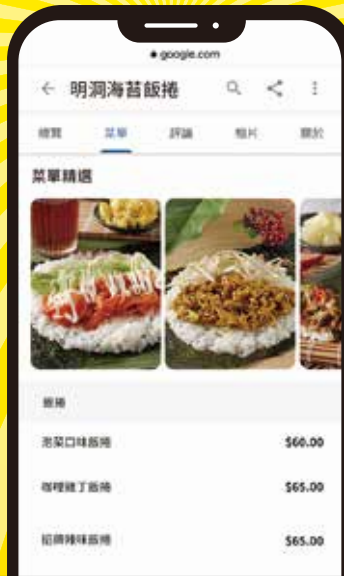 google.com
明洞海苔飯捲
總覽 菜單 評論 相片 關於
菜單精選
飯捲
泡菜口味飯捲 $60.00
咖哩雞丁飯捲 $65.00
招牌辣味飯捲 $65.00